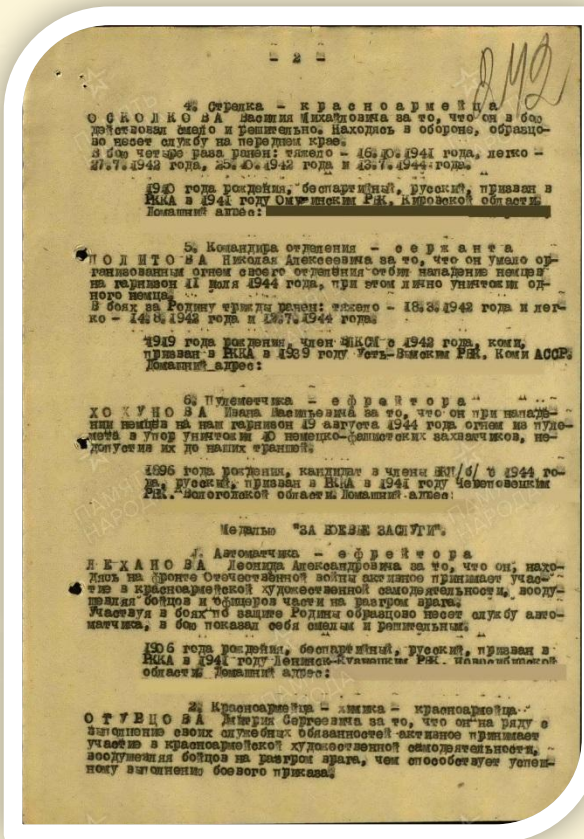 - 2 -
242
4. Стрелка - красноармейца
ОСКОЛКОВА Василия Михайловича за то, что он в бою
действовал смело и решительно. Находясь в обороне, образцо-
во несет службу на переднем крае.
В бою четыре раза ранен: тяжело - 16.10.1941 года, легко -
27.7.1942 года, 25.10.1942 года и 13.7.1944 года.
1910 года рождения, беспартийный, русский, призван в
РККА в 1941 году Омутнинским РВК, Кировской области.
Домашний адрес:
5. Командира отделения - сержанта
ПОЛИТОВА Николая Алексеевича за то, что он умело ор-
ганизованным огнем своего отделения отбил нападение немцев
на гарнизон 11 июля 1944 года, при этом лично уничтожил од-
ного немца.
В боях за Родину трижды ранен: тяжело - 18.3.1942 года и лег-
ко - 14.8.1942 года и 7.1944 года.
1919 года рождения, член ВЛКСМ с 1942 года, коми,
призван в РККА в 1939 году Усть-Вымским РВК, Коми АССР.
Домашний адрес:
6. Пулеметчика - ефрейтора
ХОХУНОВА Ивана Васильевича за то, что он при нападе-
нии немцев на наш гарнизон 19 августа 1944 года огнем из пуле-
мета в упор уничтожил 10 немецко-фашистских захватчиков, не-
допустив их до наших траншей.
1896 года рождения, кандидат в члены ВКП/б/ с 1944 го-
да, русский, призван в РККА в 1941 году Череповецким
РВК, Вологодской области. Домашний адрес:
Медалью "ЗА БОЕВЫЕ ЗАСЛУГИ".
1. Автоматчика - ефрейтора
ЛЕХАНОВА Леонида Александровича за то, что он, нахо-
дясь на фронте Отечественной войны активное принимает учас-
тие в красноармейской художественной самодеятельности, вооду-
шевляя бойцов и офицеров части на разгром врага.
Участвуя в боях по защите Родины образцово несет службу авто-
матчика, в бою показал себя смелым и решительным.
1906 года рождения, беспартийный, русский, призван в
РККА в 1941 году Ленинск-Кузнецким РВК, Новосибирской
области. Домашний адрес:
2. Красноармейца - химика - красноармейца
ОТУВЦОВА Дмитрия Сергеевича за то, что он на ряду с
выполнение своих служебных обязанностей активное принимает
участие в красноармейской художественной самодеятельности,
воодушевляя бойцов на разгром врага, чем способствует успеш-
ному выполнению боевого приказа.